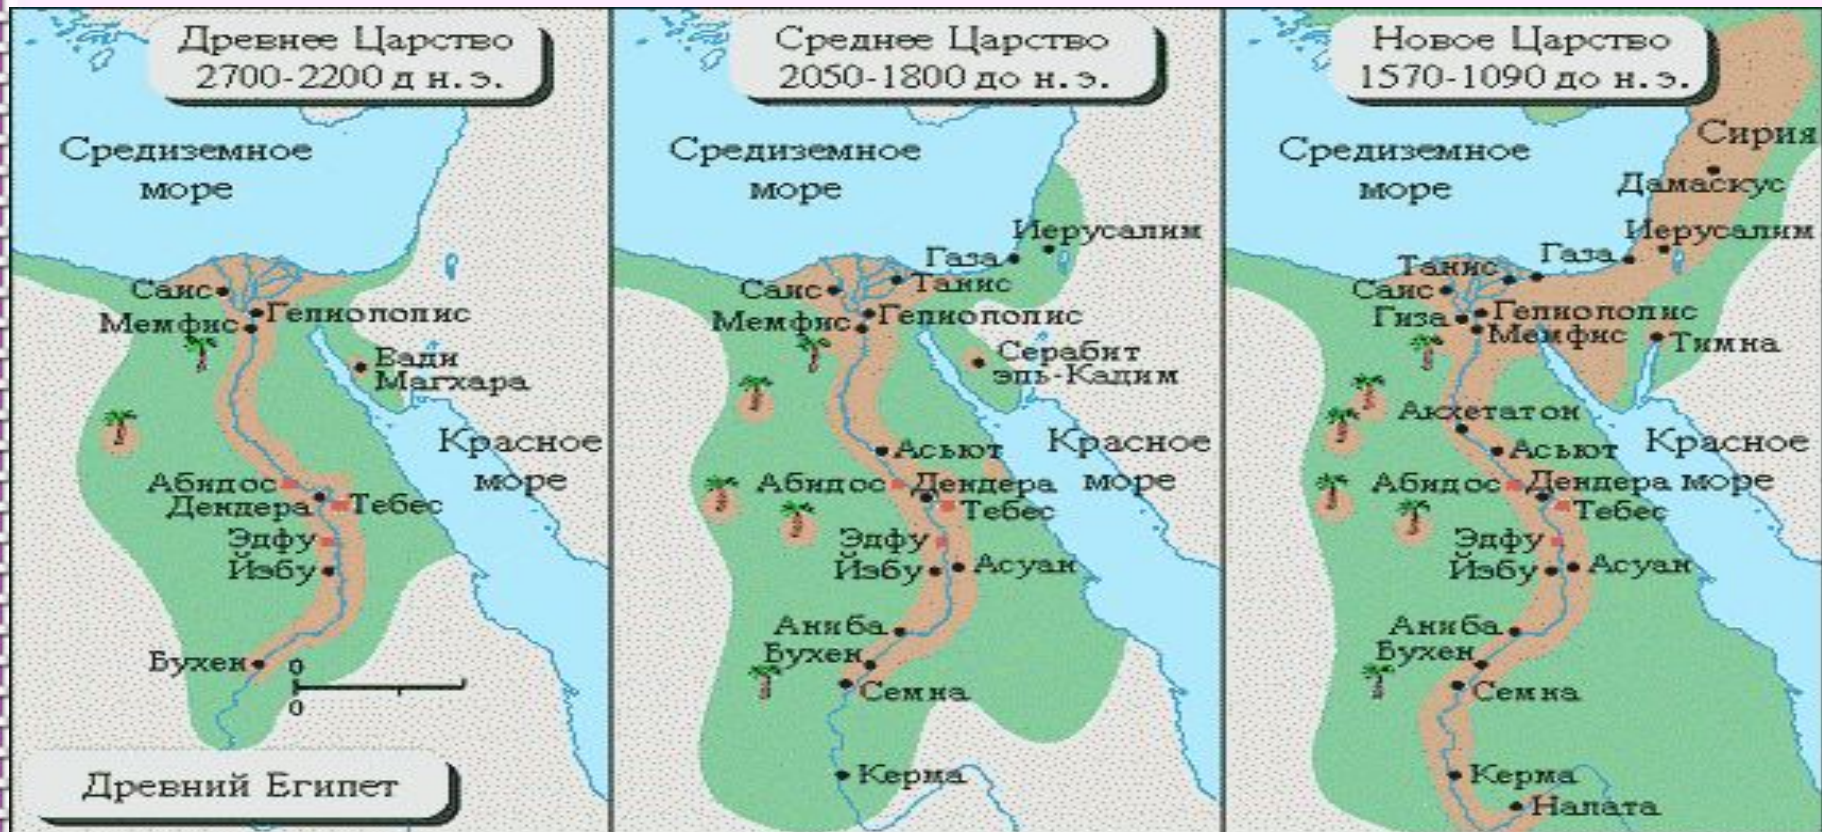 Древнее Царство
2700-2200 д н. э.
Средиземное
море
Саис
Гелиополис
Мемфис
Вади
Магхара
Красное
море
Абидос
Дендера
Тебес
Эдфу
Йэбу
Бухен
0
0
Древний Египет
Среднее Царство
2050-1800 до н. э.
Средиземное
море
Иерусалим
Газа
Танис
Саис
Гелиополис
Мемфис
Серабит
эль-Кадим
Красное
море
Асьют
Абидос
Дендера
Тебес
Эдфу
Йэбу
Асуан
Аниба
Бухен
Семна
Керма
Новое Царство
1570-1090 до н. э.
Средиземное
море
Сирия
Дамаскус
Иерусалим
Газа
Танис
Саис
Гелиополис
Гиза
Мемфис
Тимна
Акхетатон
Асьют
Красное
море
Абидос
Дендера
Тебес
Эдфу
Йэбу
Асуан
Аниба
Бухен
Семна
Керма
Напата